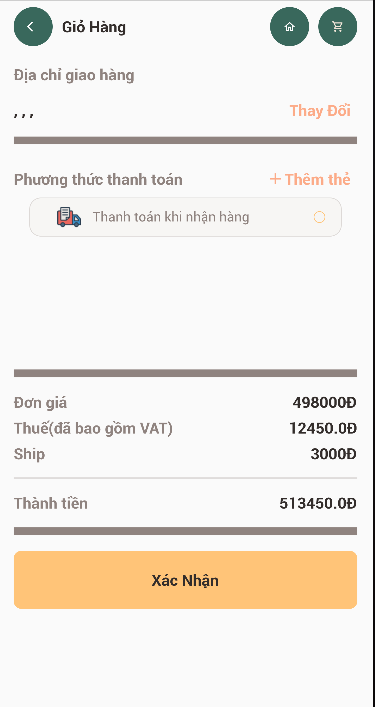 Giỏ Hàng
Địa chỉ giao hàng
, , ,
Thay Đổi
Phương thức thanh toán
+ Thêm thẻ
Thanh toán khi nhận hàng
Đơn giá 498000Đ
Thuế(đã bao gồm VAT) 12450.0Đ
Ship 3000Đ
Thành tiền 513450.0Đ
Xác Nhận